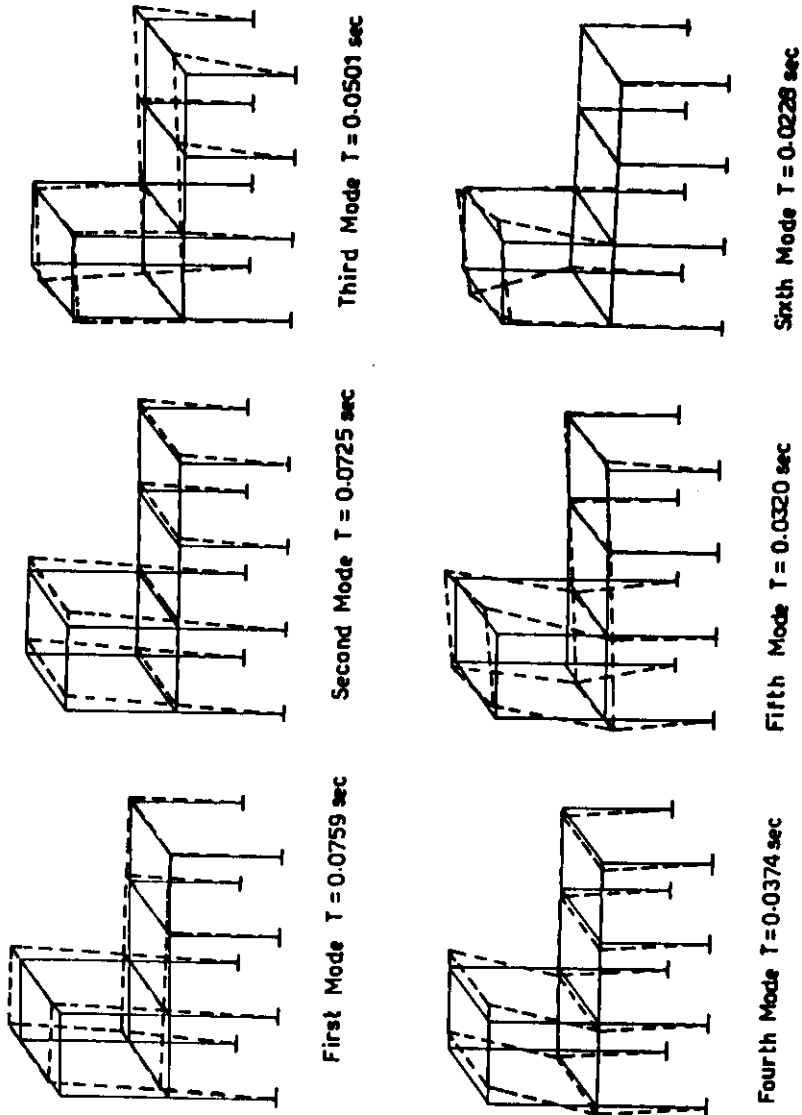 First Mode T=0.0759 sec
Second Mode T=0.0725 sec
Third Mode T=0.0501 sec
Fourth Mode T=0.0374 sec
Fifth Mode T=0.0320 sec
Sixth Mode T=0.0228 sec